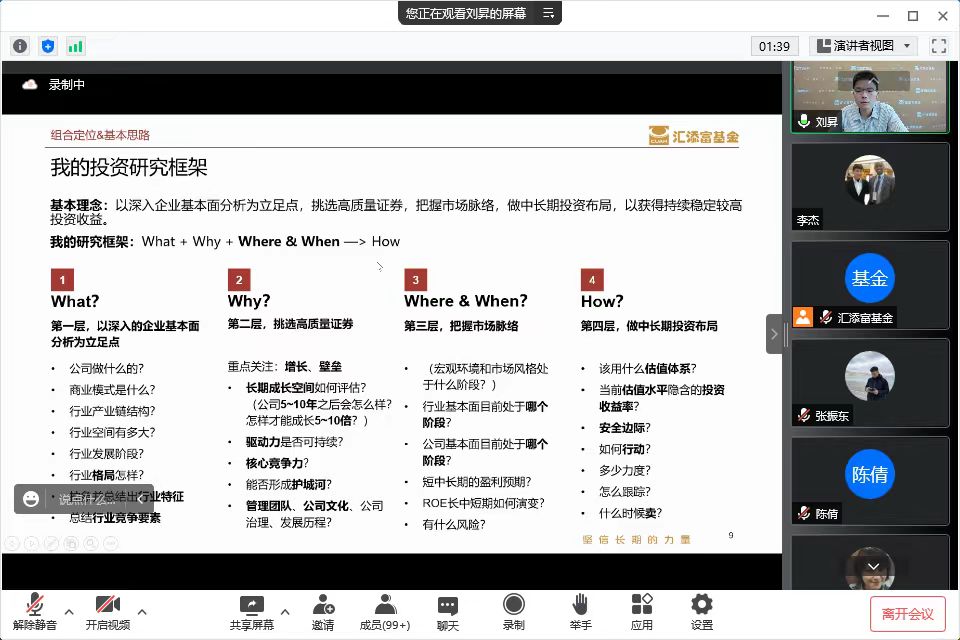 您正在观看刘昇的屏幕
01:39
演讲者视图
录制中
组合定位&基本思路
汇添富基金
我的投资研究框架
基本理念：以深入企业基本面分析为立足点，挑选高质量证券，把握市场脉络，做中长期投资布局，以获得持续稳定较高
投资收益。
我的研究框架：What + Why + Where & When —> How
1
What?
第一层，以深入的企业基本面
分析为立足点
• 公司做什么的?
• 商业模式是什么?
• 行业产业链结构?
• 行业空间有多大?
• 行业发展阶段?
• 行业格局怎样?
总结出行业特征
• 总结行业竞争要素
说点什么...
2
Why?
第二层，挑选高质量证券
重点关注：增长、壁垒
• 长期成长空间如何评估?
（公司5~10年之后会怎么样?
怎样才能成长5~10倍? ）
• 驱动力是否可持续?
• 核心竞争力?
• 能否形成护城河?
• 管理团队、公司文化、公司
治理、发展历程?
3
Where & When?
第三层，把握市场脉络
• （宏观环境和市场风格处
于什么阶段? ）
• 行业基本面目前处于哪个
阶段?
• 公司基本面目前处于哪个
阶段?
• 短中长期的盈利预期?
• ROE长中短期如何演变?
• 有什么风险?
4
How?
第四层，做中长期投资布局
• 该用什么估值体系?
• 当前估值水平隐含的投资
收益率?
• 安全边际?
• 如何行动?
• 多少力度?
• 怎么跟踪?
• 什么时候卖?
坚信长期的力量
9
刘昇
李杰
基金
汇添富基金
张振东
陈倩
陈倩
解除静音
开启视频
共享屏幕
邀请
成员(99+)
聊天
录制
举手
应用
设置
离开会议